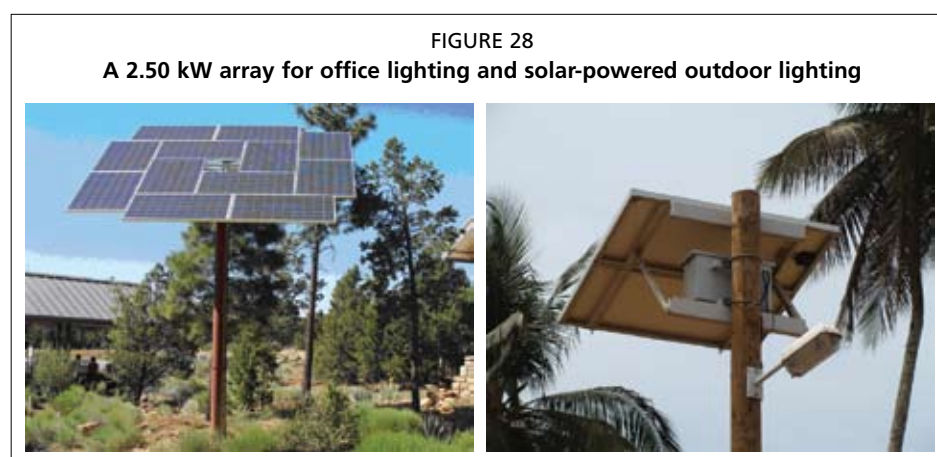 FIGURE 28
A 2.50 kW array for office lighting and solar-powered outdoor lighting